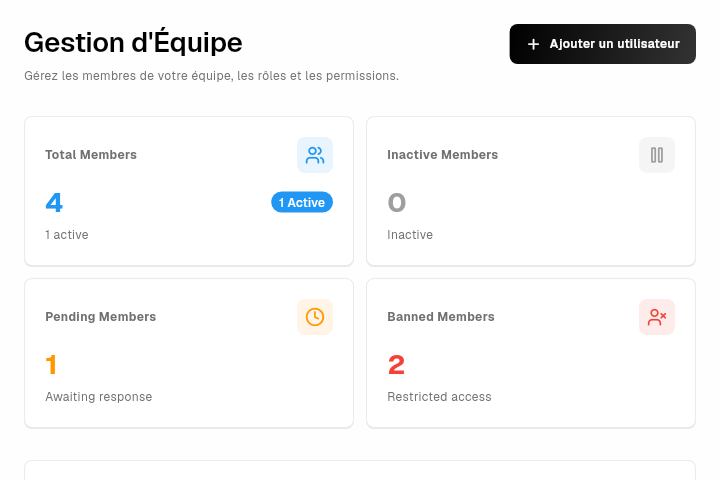 Gestion d'Équipe
Ajouter un utilisateur
Gérez les membres de votre équipe, les rôles et les permissions.
Total Members
4
1 Active
1 active
Inactive Members
0
Inactive
Pending Members
1
Awaiting response
Banned Members
2
Restricted access